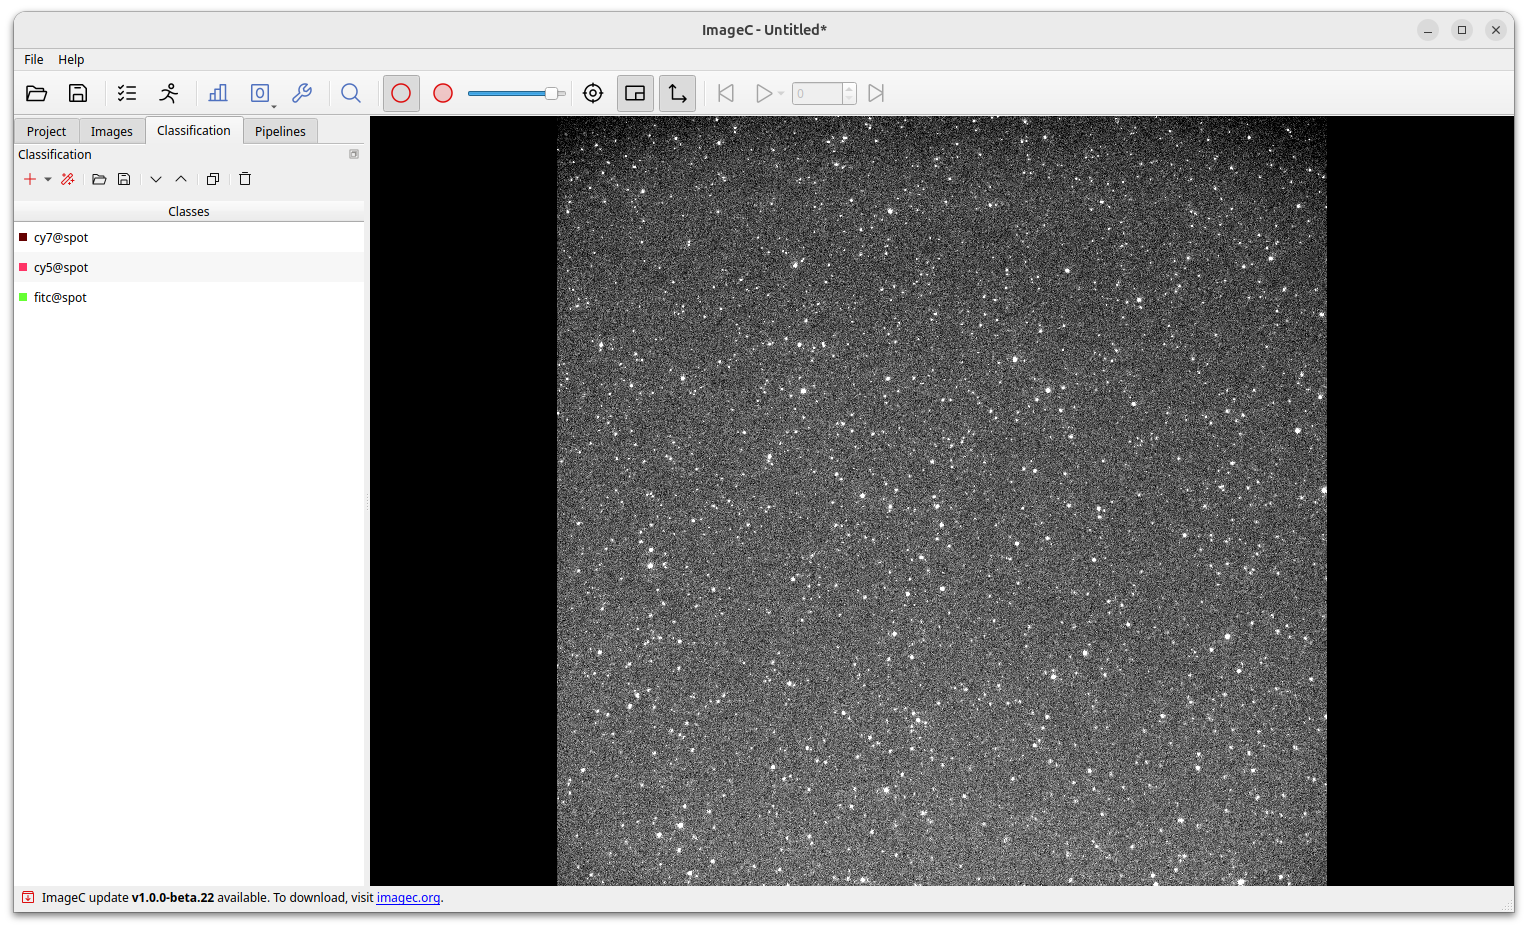 ImageC - Untitled*
File Help
0
Project Images Classification Pipelines
Classification
Classes
cy7@spot
cy5@spot
fitc@spot
ImageC update v1.0.0-beta.22 available. To download, visit imagec.org.